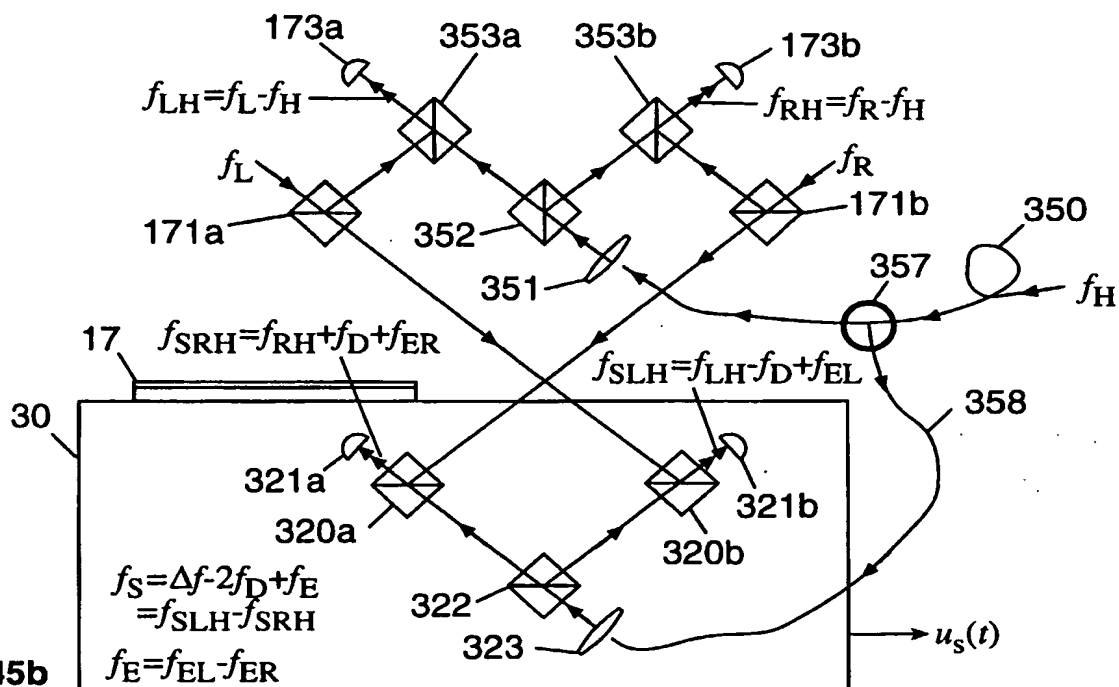 173a
353a
353b
173b
f_LH=f_L-f_H
f_RH=f_R-f_H
f_L
f_R
171a
352
171b
350
351
357
f_H
f_SRH=f_RH+f_D+f_ER
17
f_SLH=f_LH-f_D+f_EL
30
358
321a
321b
320a
320b
f_S=Δf-2f_D+f_E
=f_SLH-f_SRH
322
323
u_s(t)
45b
f_E=f_EL-f_ER